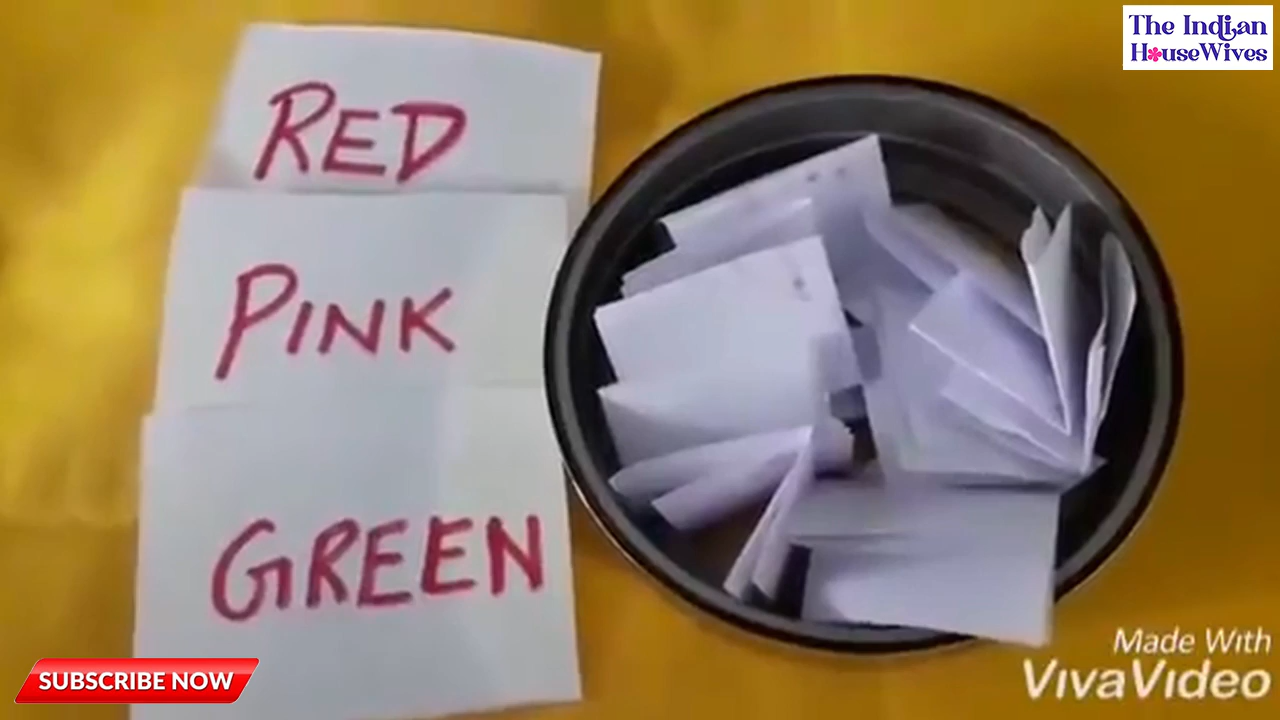 The Indian
HouseWives
RED
PINK
GREEN
SUBSCRIBE NOW
Made With
VivaVideo